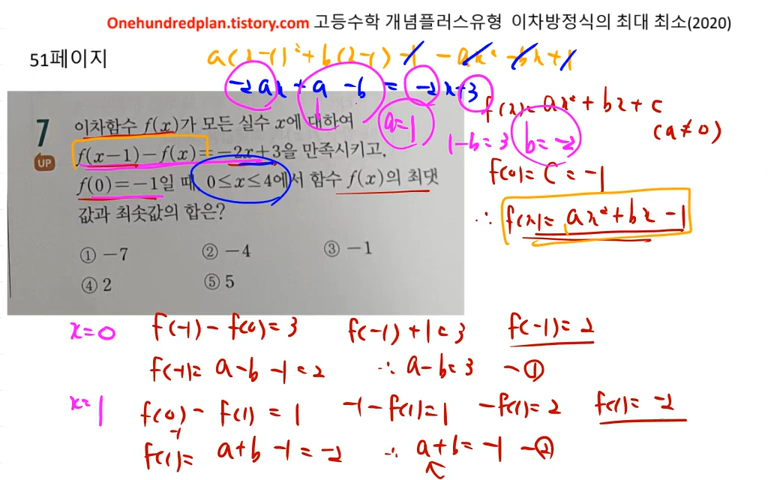 Onehundredplan.tistory.com 고등수학 개념플러스유형 이차방정식의 최대 최소(2020)
51페이지
a(x-1)²+b(x-1)-1-ax²-bx+1
-2ax+a-b=-2x+3
a=1
1-b=3 b=-2
f(x)=ax²+bx+c
(a≠0)
f(0)=c=-1
∴ f(x)=ax²+bx-1
7 이차함수 f(x)가 모든 실수 x에 대하여
UP f(x-1)-f(x)=-2x+3을 만족시키고,
f(0)=-1일 때, 0≤x≤4에서 함수 f(x)의 최댓
값과 최솟값의 합은?
① -7 ② -4 ③ -1
④ 2 ⑤ 5
x=0 f(-1)-f(0)=3 f(-1)+1=3 f(-1)=2
f(-1)=a-b-1=2 ∴ a-b=3 -①
x=1 f(0)-f(1)=1 -1-f(1)=1 -f(1)=2 f(1)=-2
-1
f(1)= a+b-1=-2 ∴ a+b=-1 -②